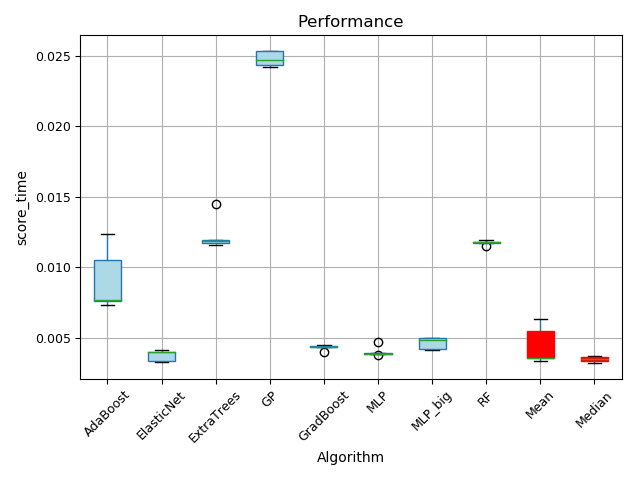 Performance
score_time
0.025
0.020
0.015
0.010
0.005
AdaBoost
ElasticNet
ExtraTrees
GP
GradBoost
MLP
MLP_big
RF
Mean
Median
Algorithm